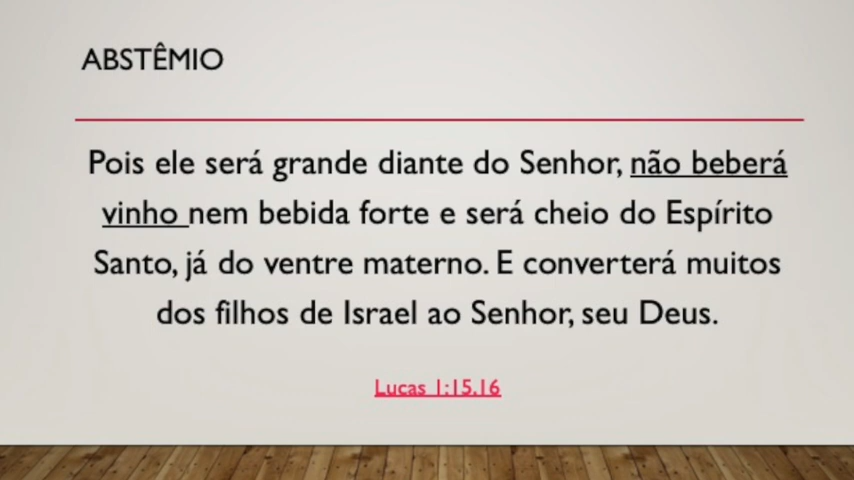 ABSTÊMIO
Pois ele será grande diante do Senhor, não beberá
vinho nem bebida forte e será cheio do Espírito
Santo, já do ventre materno. E converterá muitos
dos filhos de Israel ao Senhor, seu Deus.
Lucas 1:15,16